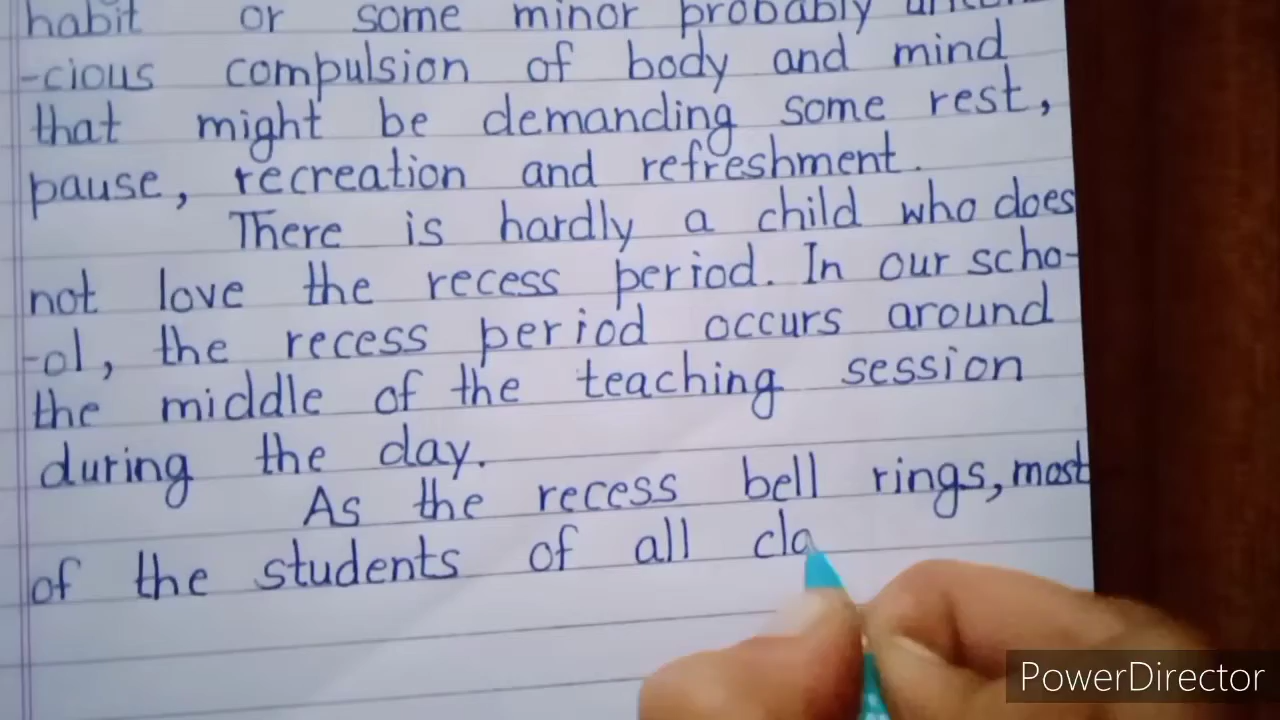 habit or some minor probably
-cious compulsion of body and mind
that might be demanding some rest,
pause, recreation and refreshment.
There is hardly a child who does
not love the recess period. In our scho-
-ol, the recess period occurs around
the middle of the teaching session
during the day.
As the recess bell rings, most
of the students of all cla
PowerDirector